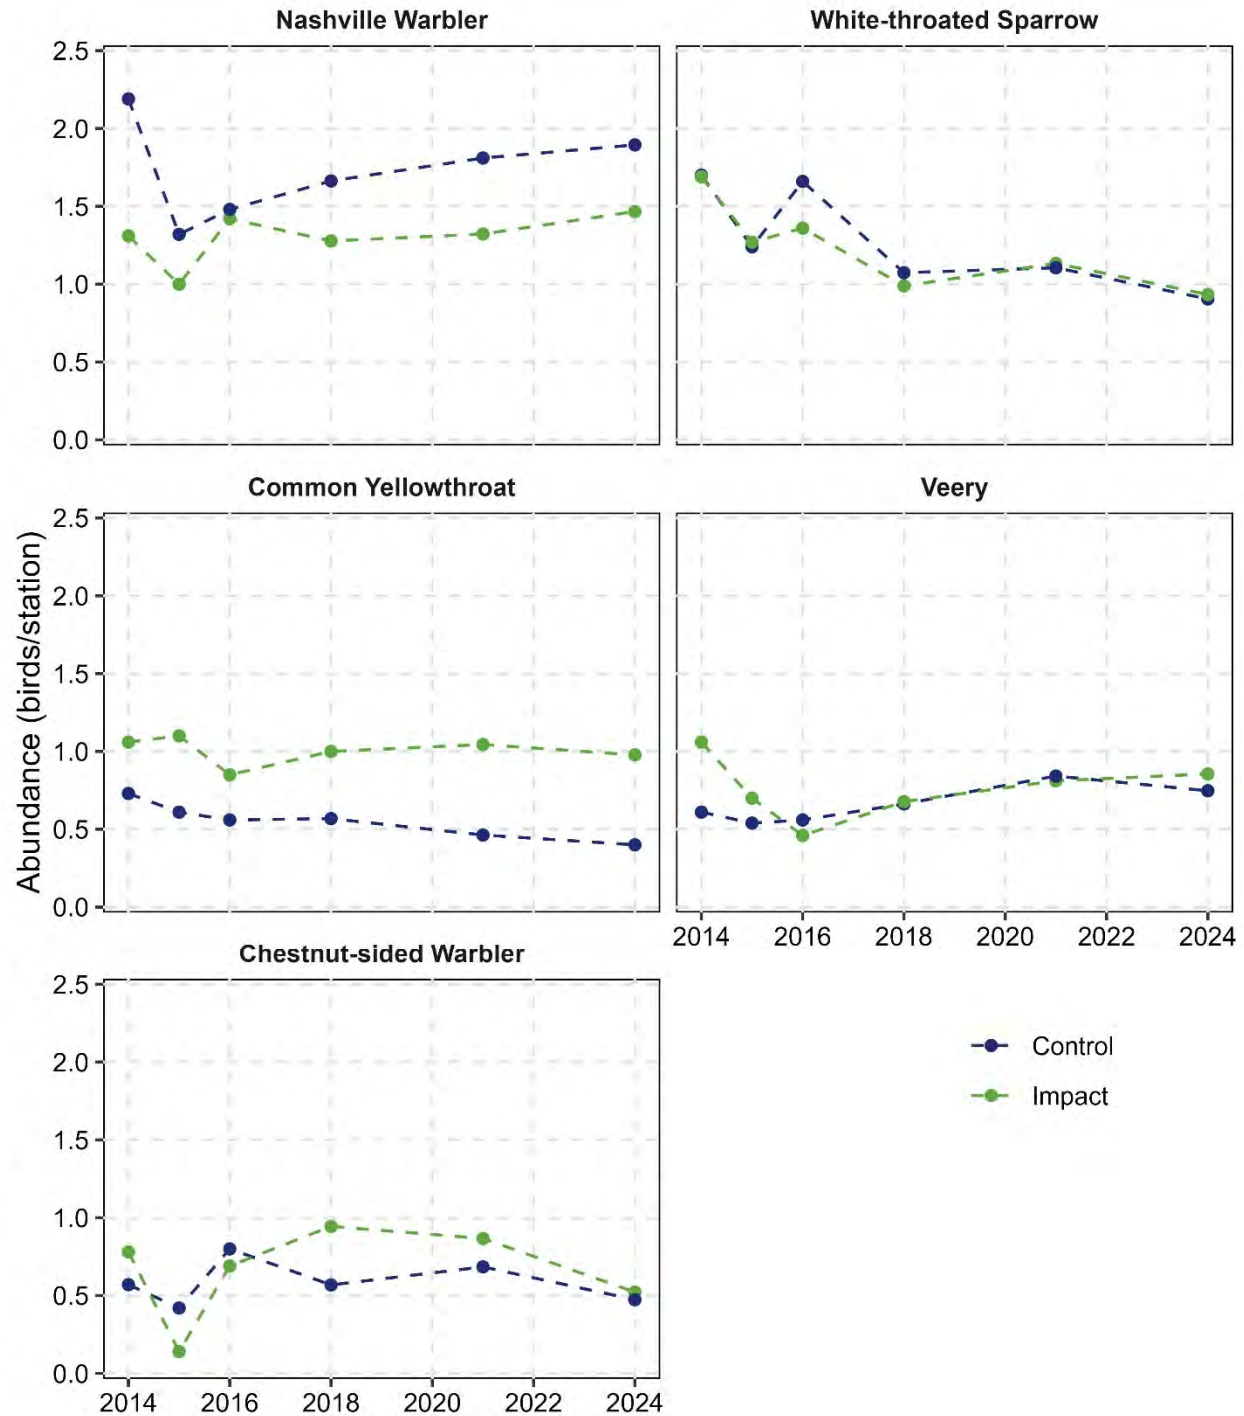 Nashville Warbler
White-throated Sparrow
2.5
2.0
1.5
1.0
0.5
0.0
Common Yellowthroat
Veery
Abundance (birds/station)
2.5
2.0
1.5
1.0
0.5
0.0
2014 2016 2018 2020 2022 2024
Chestnut-sided Warbler
2.5
2.0
1.5
1.0
0.5
0.0
2014 2016 2018 2020 2022 2024
Control
Impact